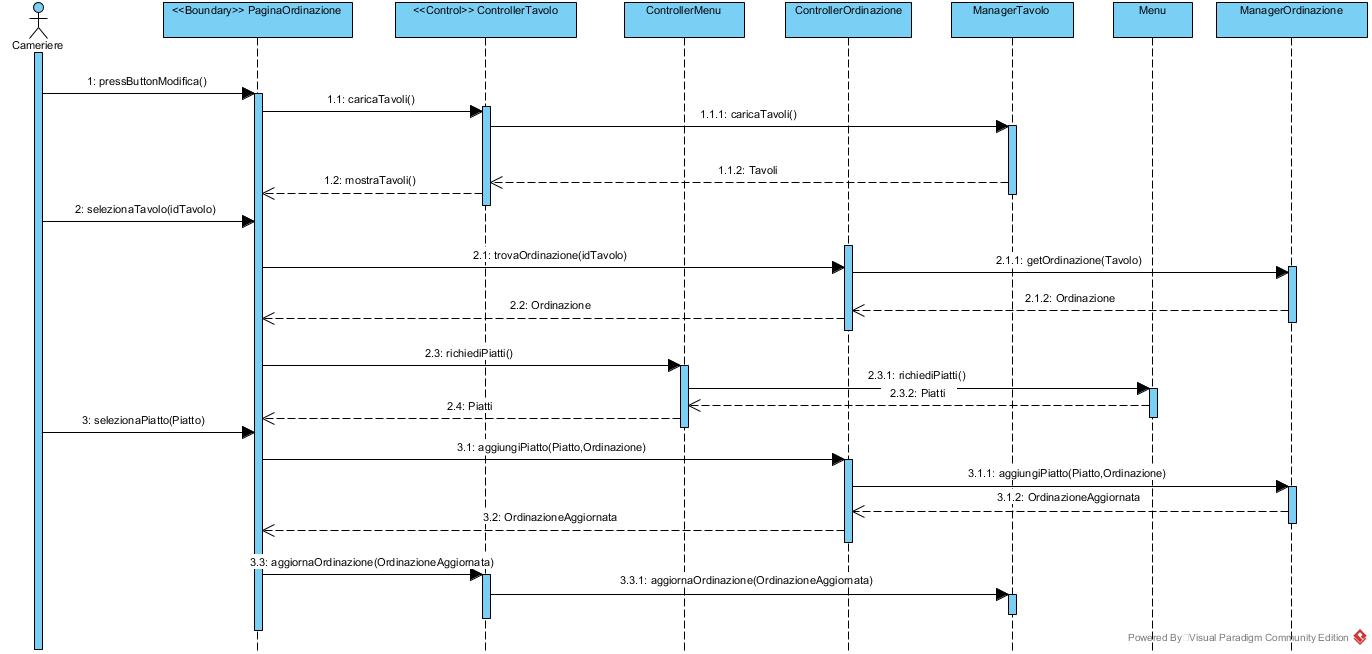 <<Boundary>> PaginaOrdinazione
<<Control>> ControllerTavolo
ControllerMenu
ControllerOrdinazione
ManagerTavolo
Menu
ManagerOrdinazione
Cameriere
1: pressButtonModifica()
1.1: caricaTavoli()
1.1.1: caricaTavoli()
1.1.2: Tavoli
1.2: mostraTavoli()
2: selezionaTavolo(idTavolo)
2.1: trovaOrdinazione(idTavolo)
2.1.1: getOrdinazione(Tavolo)
2.1.2: Ordinazione
2.2: Ordinazione
2.3: richiediPiatti()
2.3.1: richiediPiatti()
2.3.2: Piatti
2.4: Piatti
3: selezionaPiatto(Piatto)
3.1: aggiungiPiatto(Piatto,Ordinazione)
3.1.1: aggiungiPiatto(Piatto,Ordinazione)
3.1.2: OrdinazioneAggiornata
3.2: OrdinazioneAggiornata
3.3: aggiornaOrdinazione(OrdinazioneAggiornata)
3.3.1: aggiornaOrdinazione(OrdinazioneAggiornata)
Powered By Visual Paradigm Community Edition